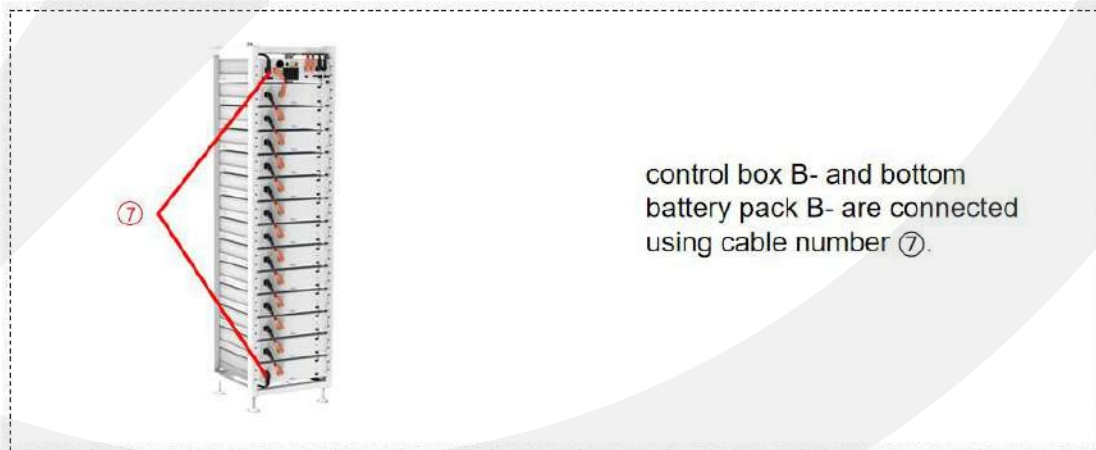 ⑦
control box B- and bottom
battery pack B- are connected
using cable number ⑦.